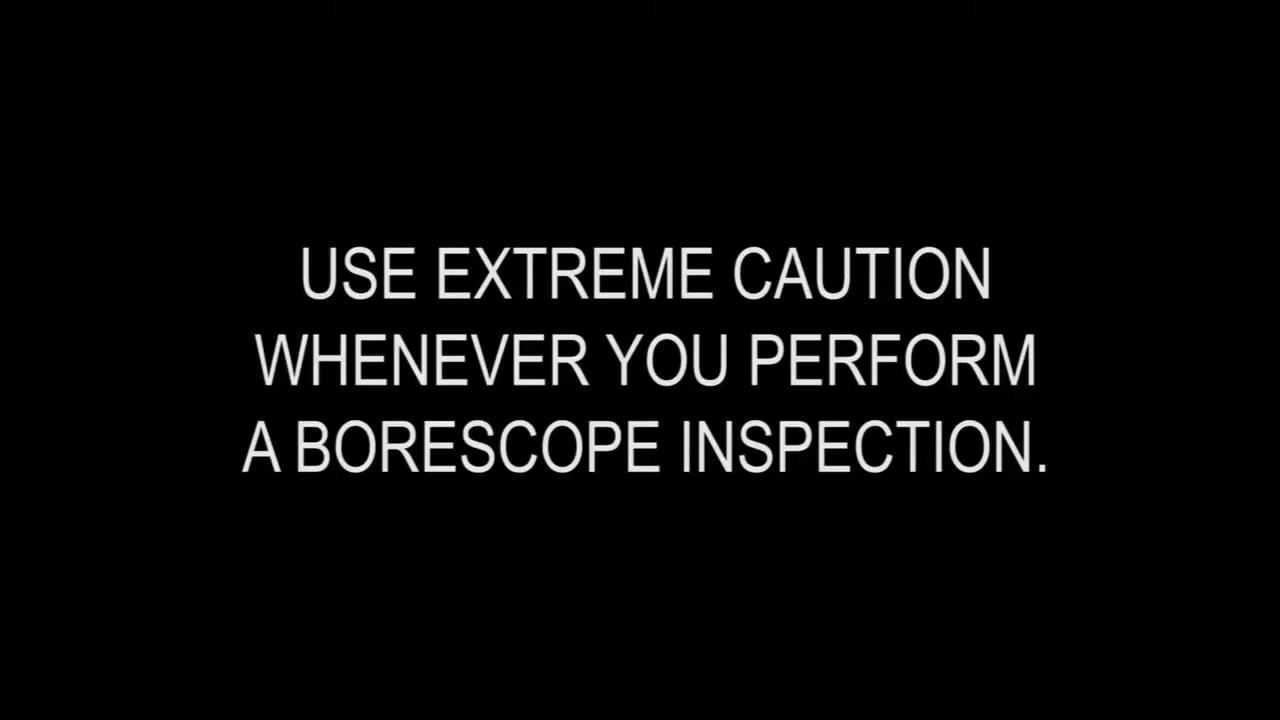 USE EXTREME CAUTION
WHENEVER YOU PERFORM
A BORESCOPE INSPECTION.